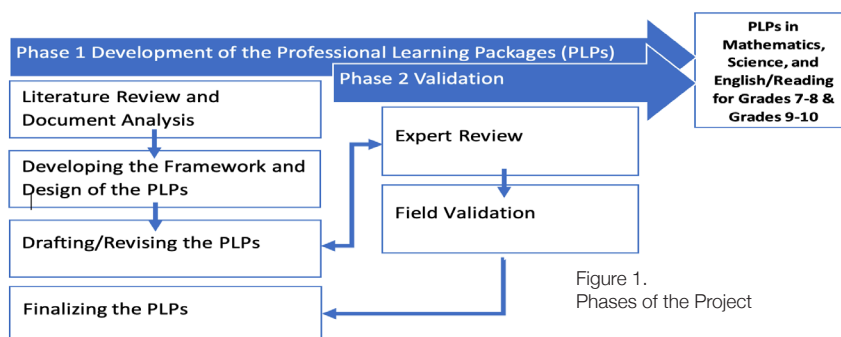 Phase 1 Development of the Professional Learning Packages (PLPs)
Phase 2 Validation
PLPs in
Mathematics,
Science, and
English/Reading
for Grades 7-8 &
Grades 9-10
Literature Review and
Document Analysis
Developing the Framework and
Design of the PLPs
Drafting/Revising the PLPs
Finalizing the PLPs
Expert Review
Field Validation
Figure 1.
Phases of the Project